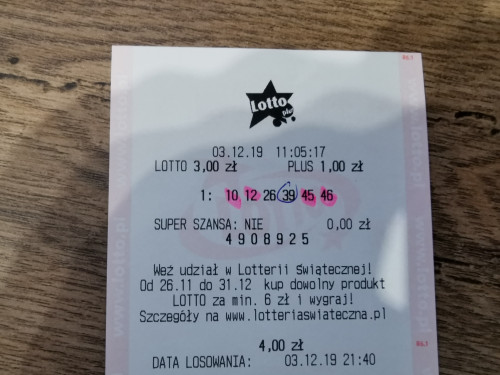 Lotto
plus
03.12.19 11:05:17
LOTTO 3,00 zł PLUS 1,00 zł
1: 10 12 26 39 45 46
SUPER SZANSA: NIE 0,00 zł
4908925
Weź udział w Lotterii Świątecznej!
Od 26.11 do 31.12 kup dowolny produkt
LOTTO za min. 6 zł i wygraj!
Szczegóły na www.lotteriaswiateczna.pl
4,00 zł
DATA LOSOWANIA: 03.12.19 21:40